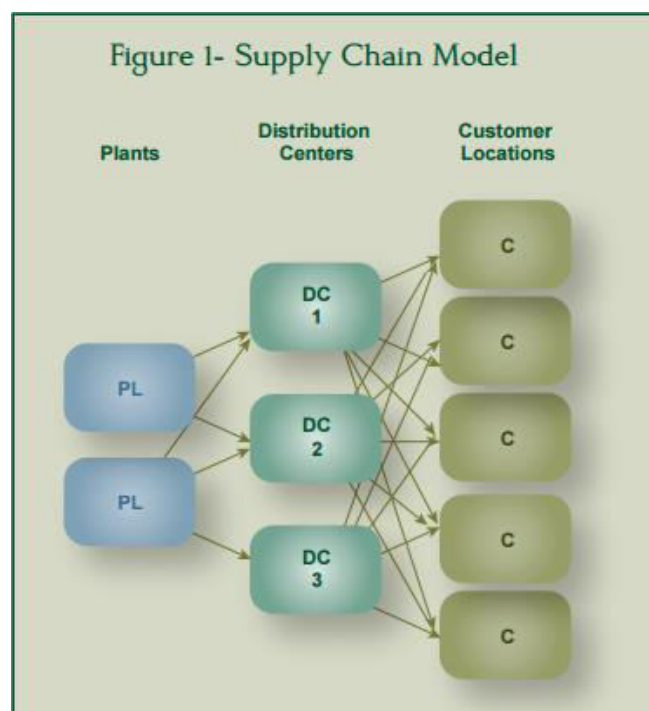 Figure 1- Supply Chain Model
Plants
Distribution
Centers
Customer
Locations
PL
PL
DC
1
DC
2
DC
3
C
C
C
C
C